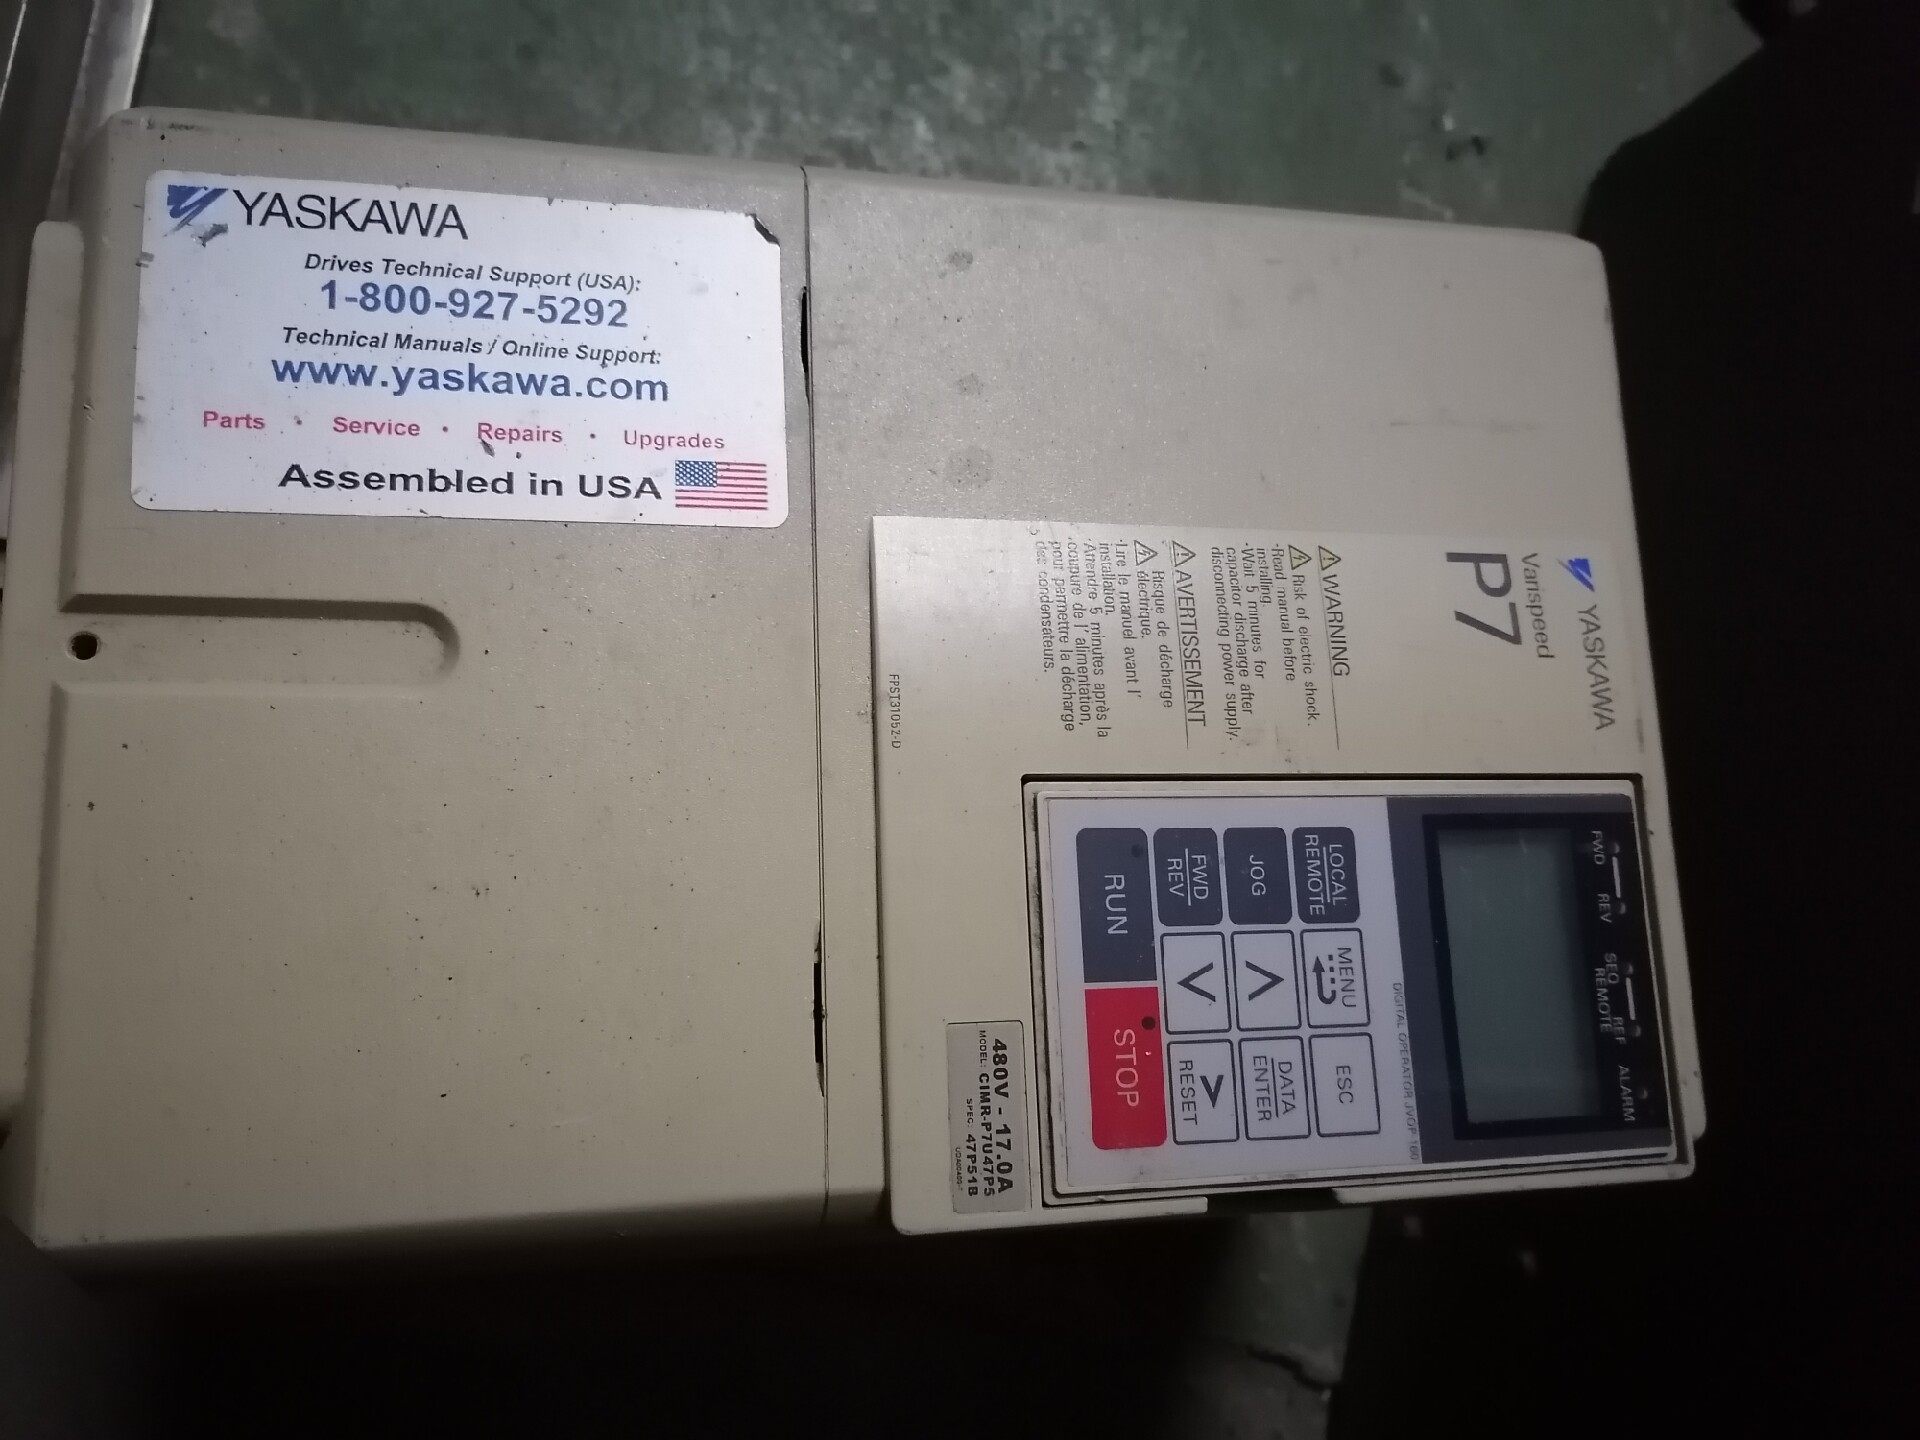 YASKAWA
Drives Technical Support (USA):
1-800-927-5292
Technical Manuals / Online Support:
www.yaskawa.com
Parts • Service • Repairs • Upgrades
Assembled in USA
YASKAWA
Varispeed
P7
WARNING
Risk of electric shock.
·Read manual before
installing.
·Wait 5 minutes for
capacitor discharge after
disconnecting power supply.
AVERTISSEMENT
Risque de décharge
électrique.
·Lire le manuel avant l'
installation.
·Attendre 5 minutes après la
coupure de l'alimentation,
pour permettre la décharge
des condensateurs.
FPST31052-D
FWD REV SEQ REF ALARM
REMOTE
DIGITAL OPERATOR JVOP-160
LOCAL
REMOTE
MENU
ESC
JOG
DATA
ENTER
FWD
REV
RESET
RUN
STOP
480V - 17.0A
MODEL: CIMR-P7U47P5
SPEC: 47P51B